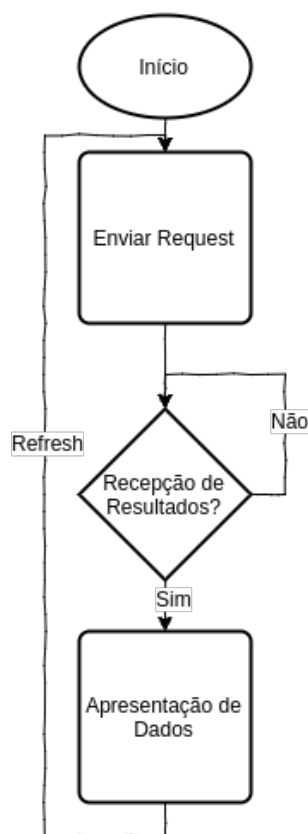 Início
Enviar Request
Refresh
Não
Recepção de
Resultados?
Sim
Apresentação de
Dados